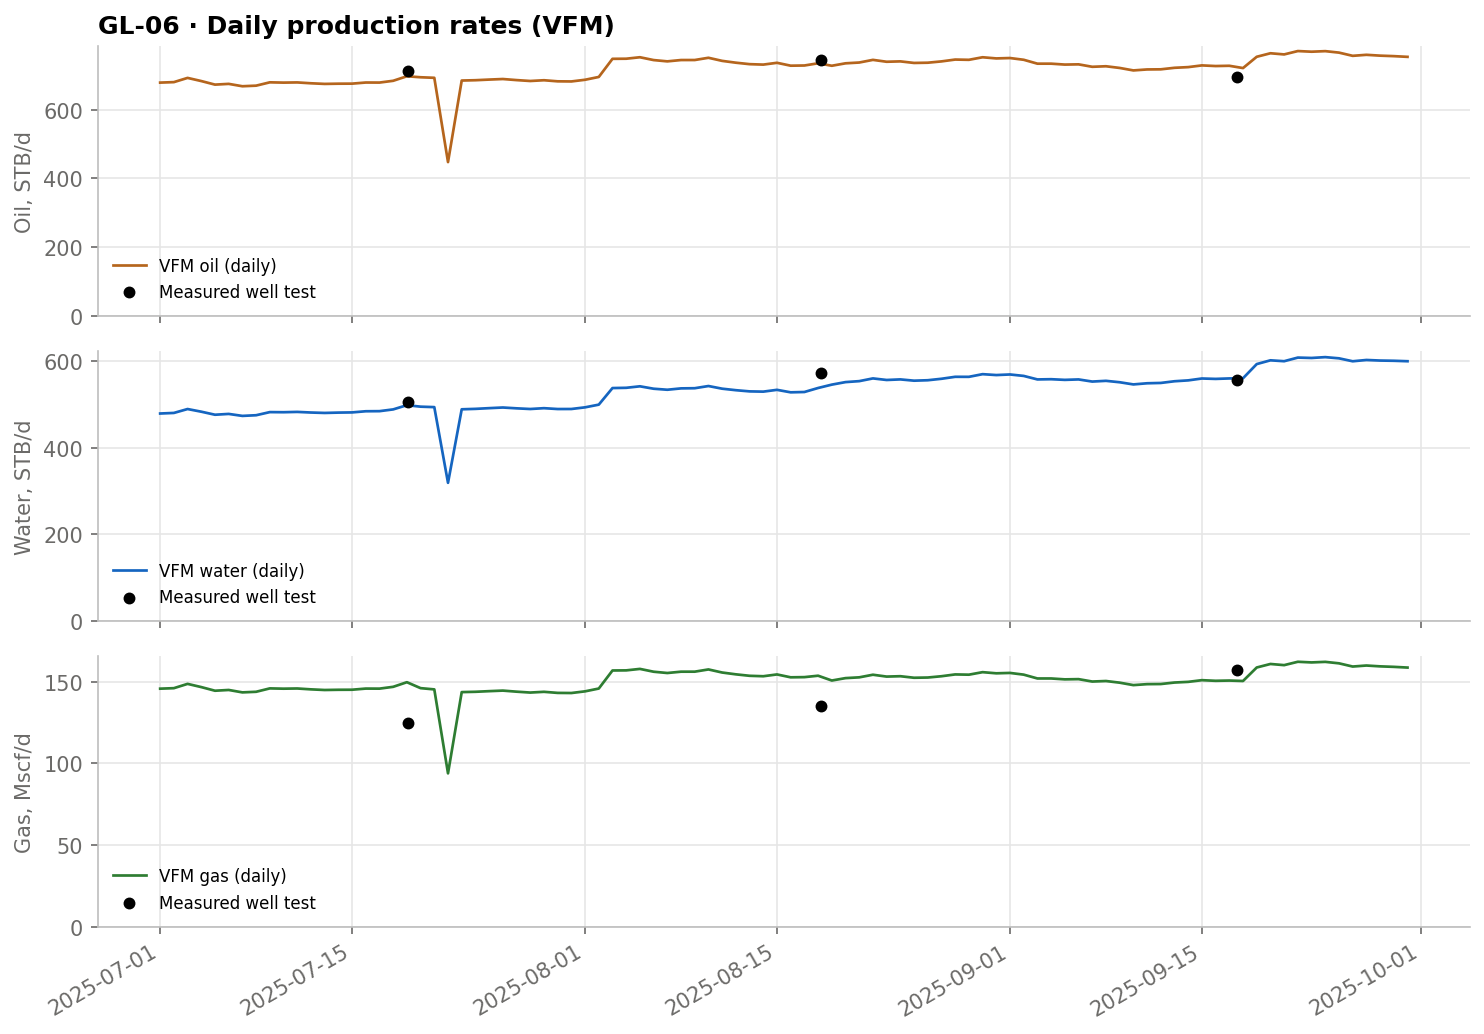 GL-06 · Daily production rates (VFM)
Oil, STB/d
600
400
200
0
VFM oil (daily)
Measured well test
Water, STB/d
600
400
200
0
VFM water (daily)
Measured well test
Gas, Mscf/d
150
100
50
0
VFM gas (daily)
Measured well test
2025-07-01
2025-07-15
2025-08-01
2025-08-15
2025-09-01
2025-09-15
2025-10-01